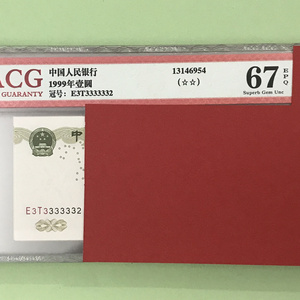 ACG
GUARANTY
中国人民银行
1999年壹圆
冠号: E3T3333332
13146954
(☆☆)
67 EPQ
Superb Gem Unc
中
E3T3333332